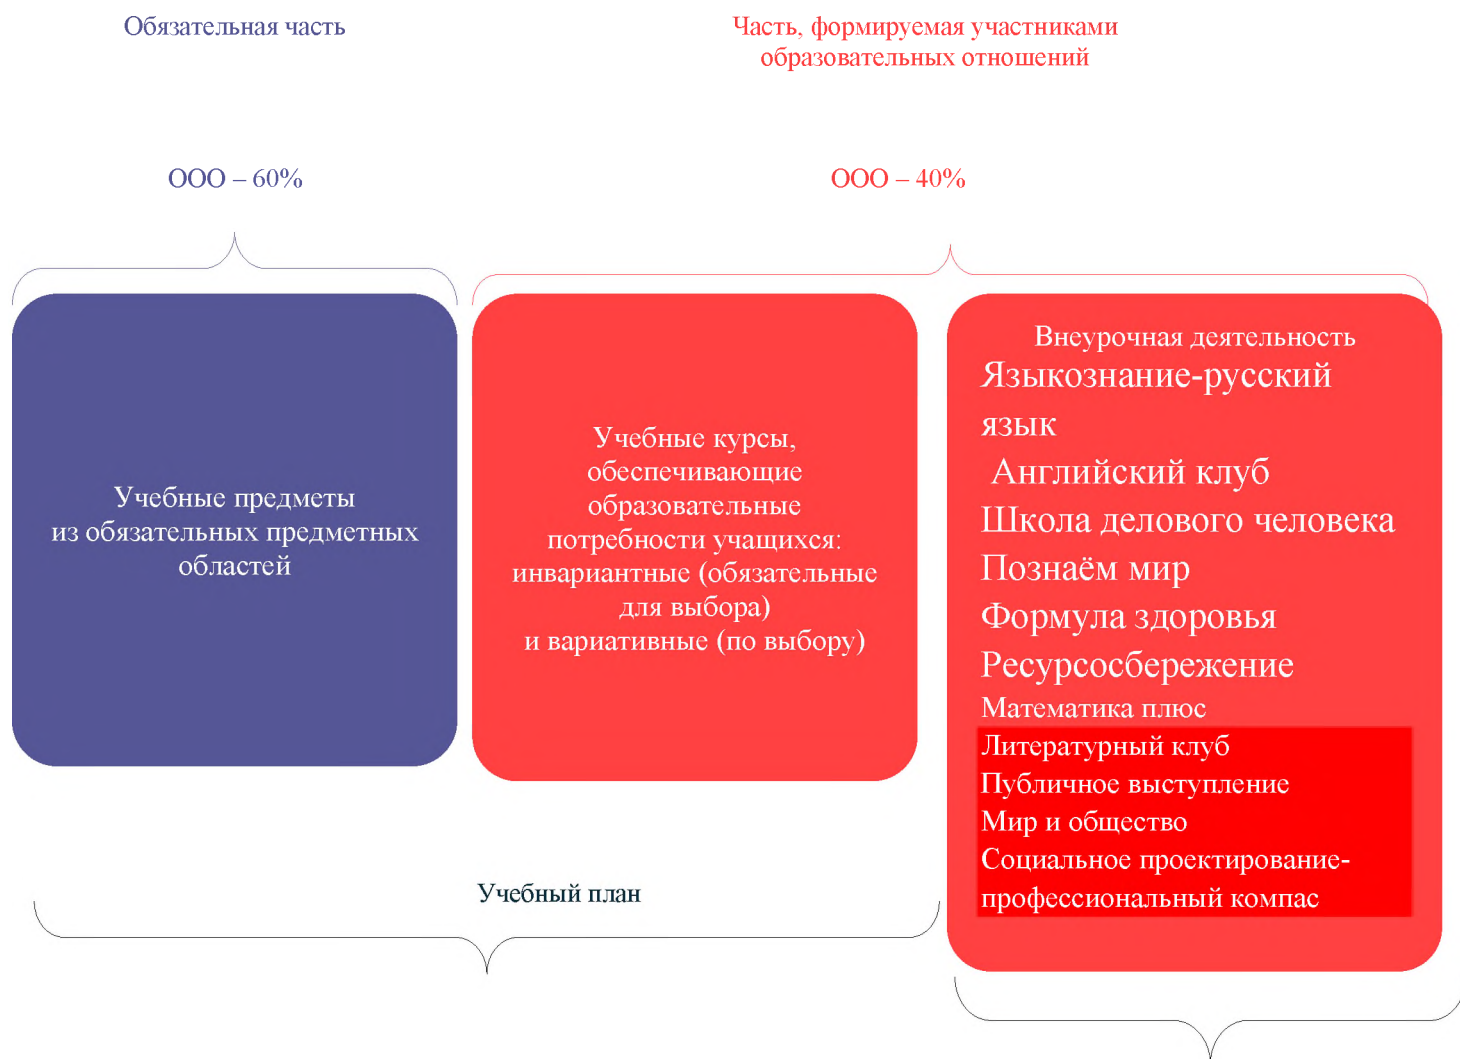 Обязательная часть
Часть, формируемая участниками
образовательных отношений
ООО – 60%
ООО – 40%
Учебные предметы
из обязательных предметных
областей
Учебные курсы,
обеспечивающие
образовательные
потребности учащихся:
инвариантные (обязательные
для выбора)
и вариативные (по выбору)
Внеурочная деятельность
Языкознание-русский
язык
Английский клуб
Школа делового человека
Познаём мир
Формула здоровья
Ресурсосбережение
Математика плюс
Литературный клуб
Публичное выступление
Мир и общество
Социальное проектирование-
профессиональный компас
Учебный план